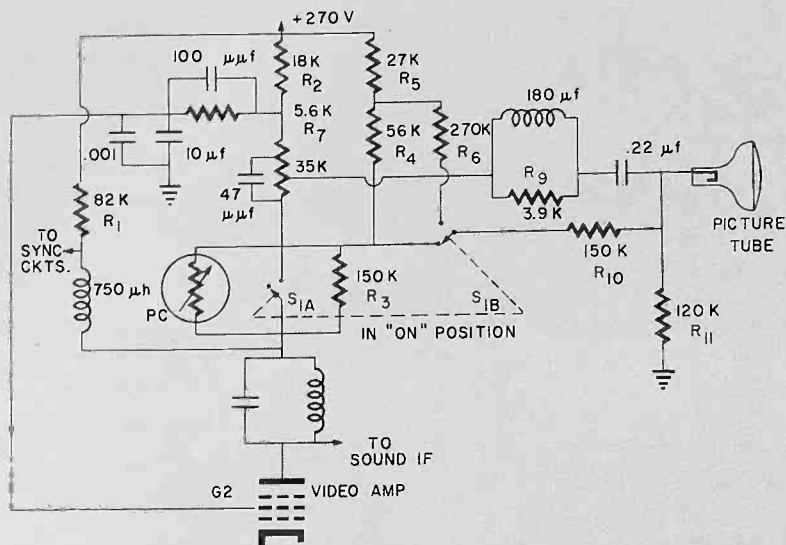 +270 V
100
μμf
18K
R2
27K
R5
180 μf
5.6K
R7
.001
10 μf
35K
56K
R4
270K
R6
.22 μf
47
μμf
R9
3.9K
82K
R1
TO
SYNC
CKTS.
750 μh
PC
S1A
150 K
R3
S1B
IN "ON" POSITION
150 K
R10
PICTURE
TUBE
120 K
R11
TO
SOUND IF
G2
VIDEO AMP